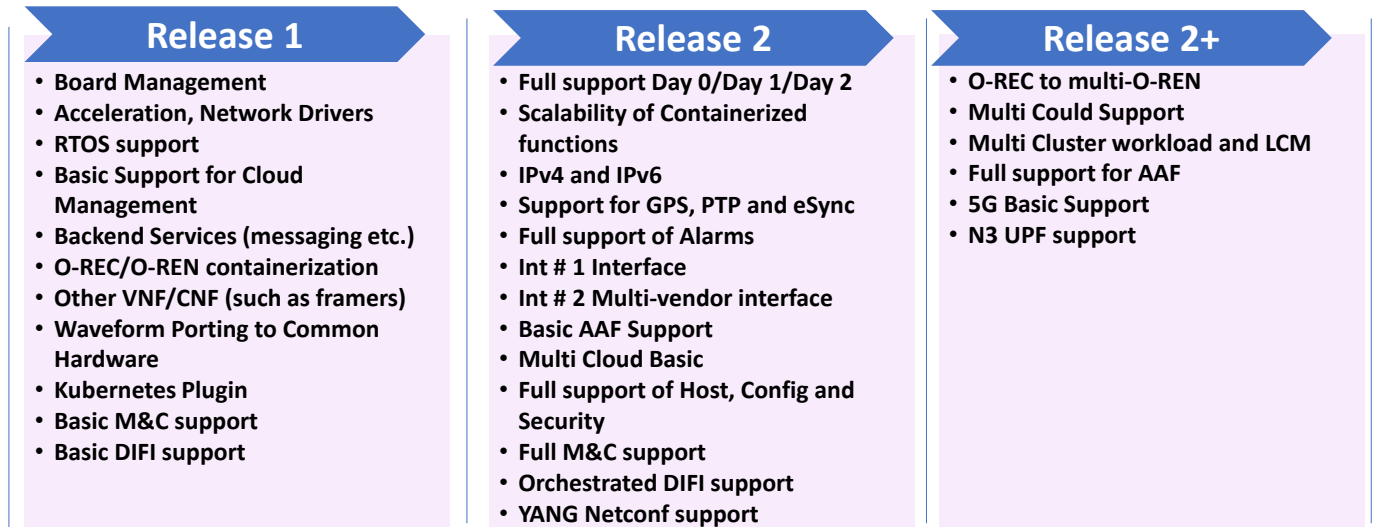 Release 1
• Board Management
• Acceleration, Network Drivers
• RTOS support
• Basic Support for Cloud
Management
• Backend Services (messaging etc.)
• O-REC/O-REN containerization
• Other VNF/CNF (such as framers)
• Waveform Porting to Common
Hardware
• Kubernetes Plugin
• Basic M&C support
• Basic DIFI support
Release 2
• Full support Day 0/Day 1/Day 2
• Scalability of Containerized
functions
• IPv4 and IPv6
• Support for GPS, PTP and eSync
• Full support of Alarms
• Int # 1 Interface
• Int # 2 Multi-vendor interface
• Basic AAF Support
• Multi Cloud Basic
• Full support of Host, Config and
Security
• Full M&C support
• Orchestrated DIFI support
• YANG Netconf support
Release 2+
• O-REC to multi-O-REN
• Multi Could Support
• Multi Cluster workload and LCM
• Full support for AAF
• 5G Basic Support
• N3 UPF support